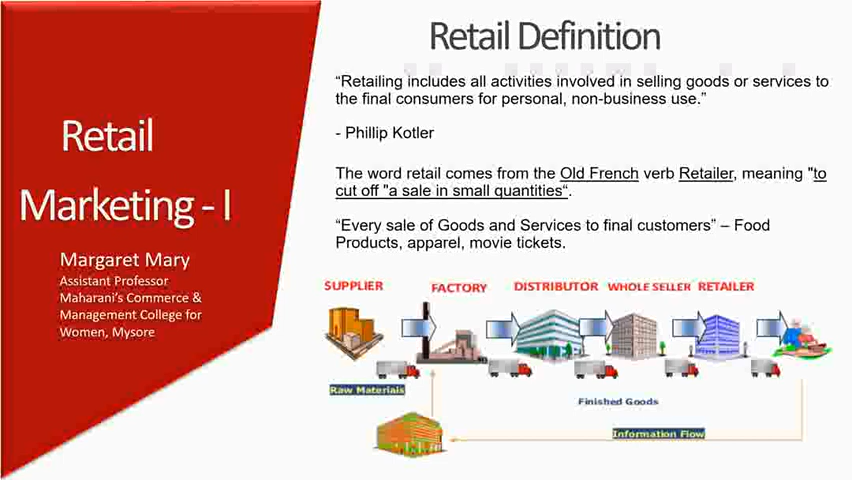 Retail Definition
“Retailing includes all activities involved in selling goods or services to
the final consumers for personal, non-business use.”
- Phillip Kotler
The word retail comes from the Old French verb Retailer, meaning "to
cut off "a sale in small quantities“.
“Every sale of Goods and Services to final customers” – Food
Products, apparel, movie tickets.
Retail
Marketing - I
Margaret Mary
Assistant Professor
Maharani's Commerce &
Management College for
Women, Mysore
SUPPLIER FACTORY DISTRIBUTOR WHOLE SELLER RETAILER
Raw Materials
Finished Goods
Information Flow